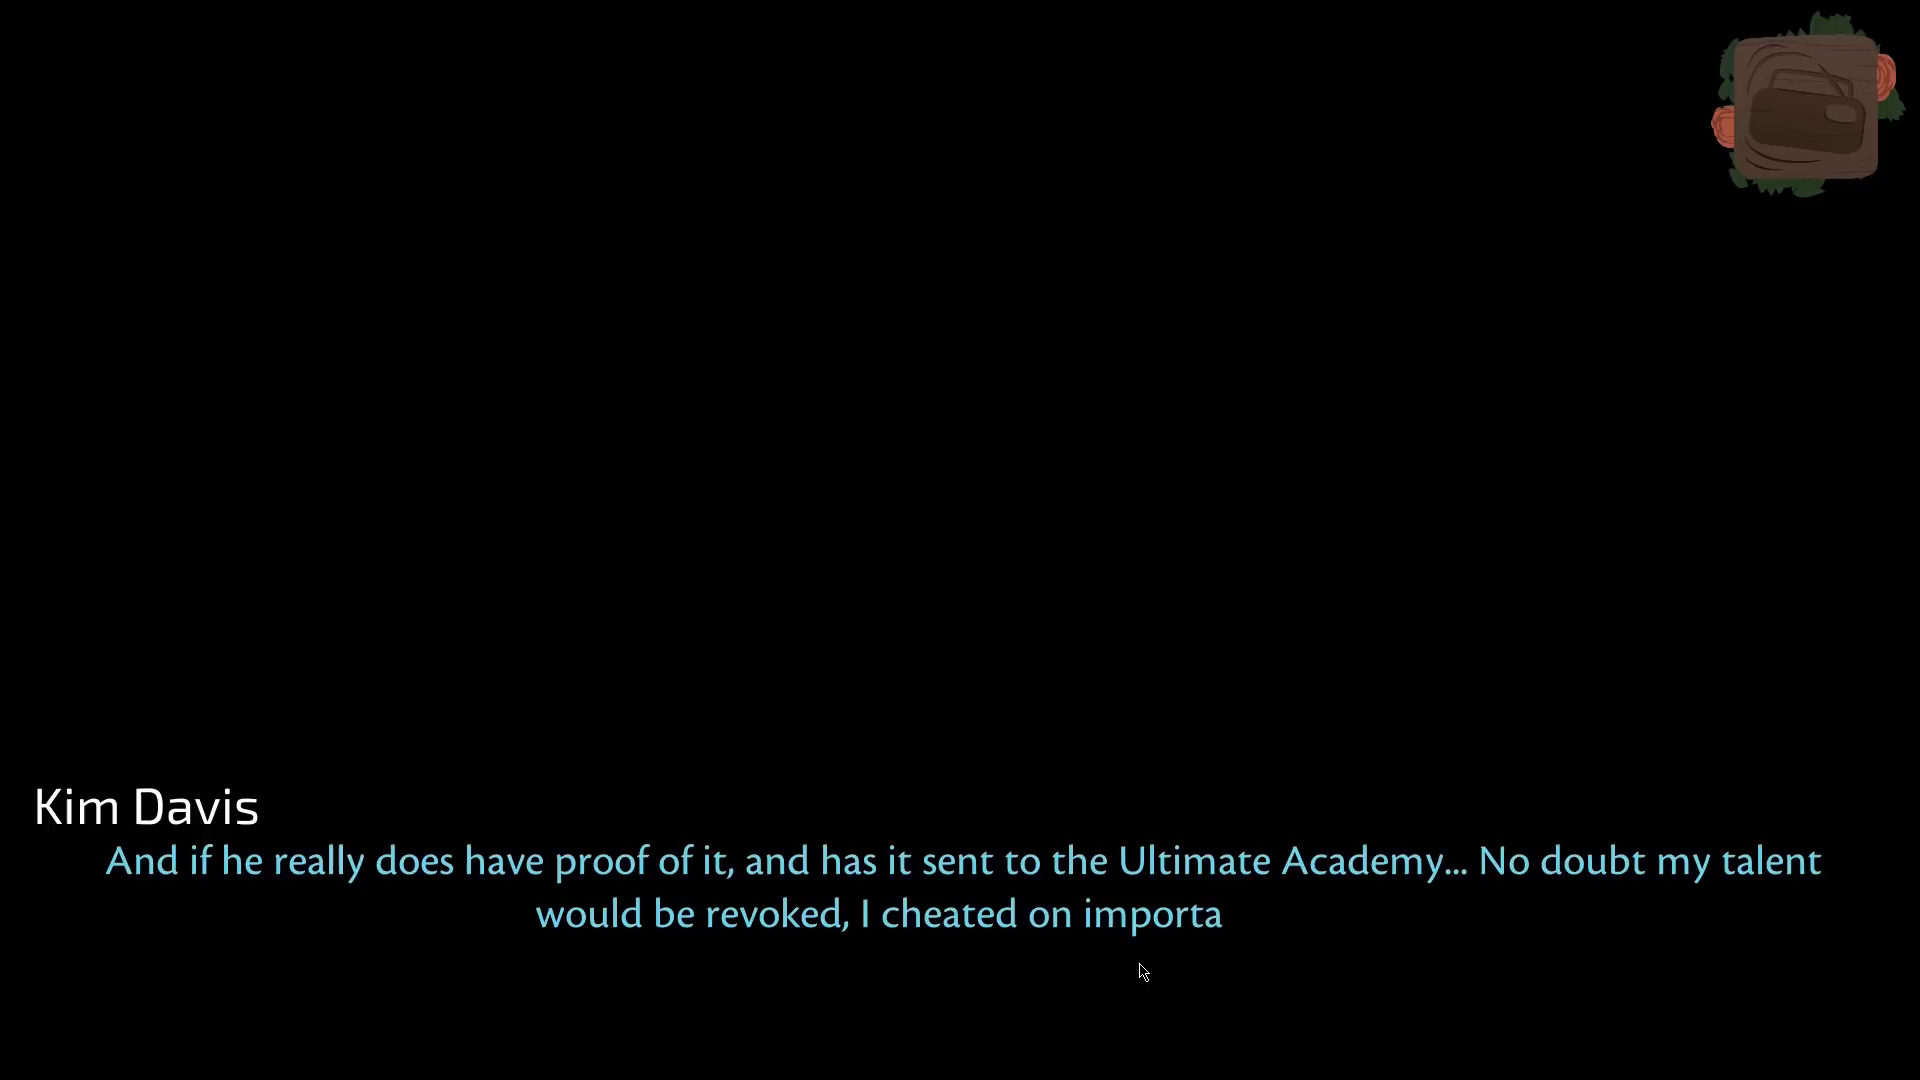 Kim Davis
And if he really does have proof of it, and has it sent to the Ultimate Academy... No doubt my talent
would be revoked, I cheated on importa